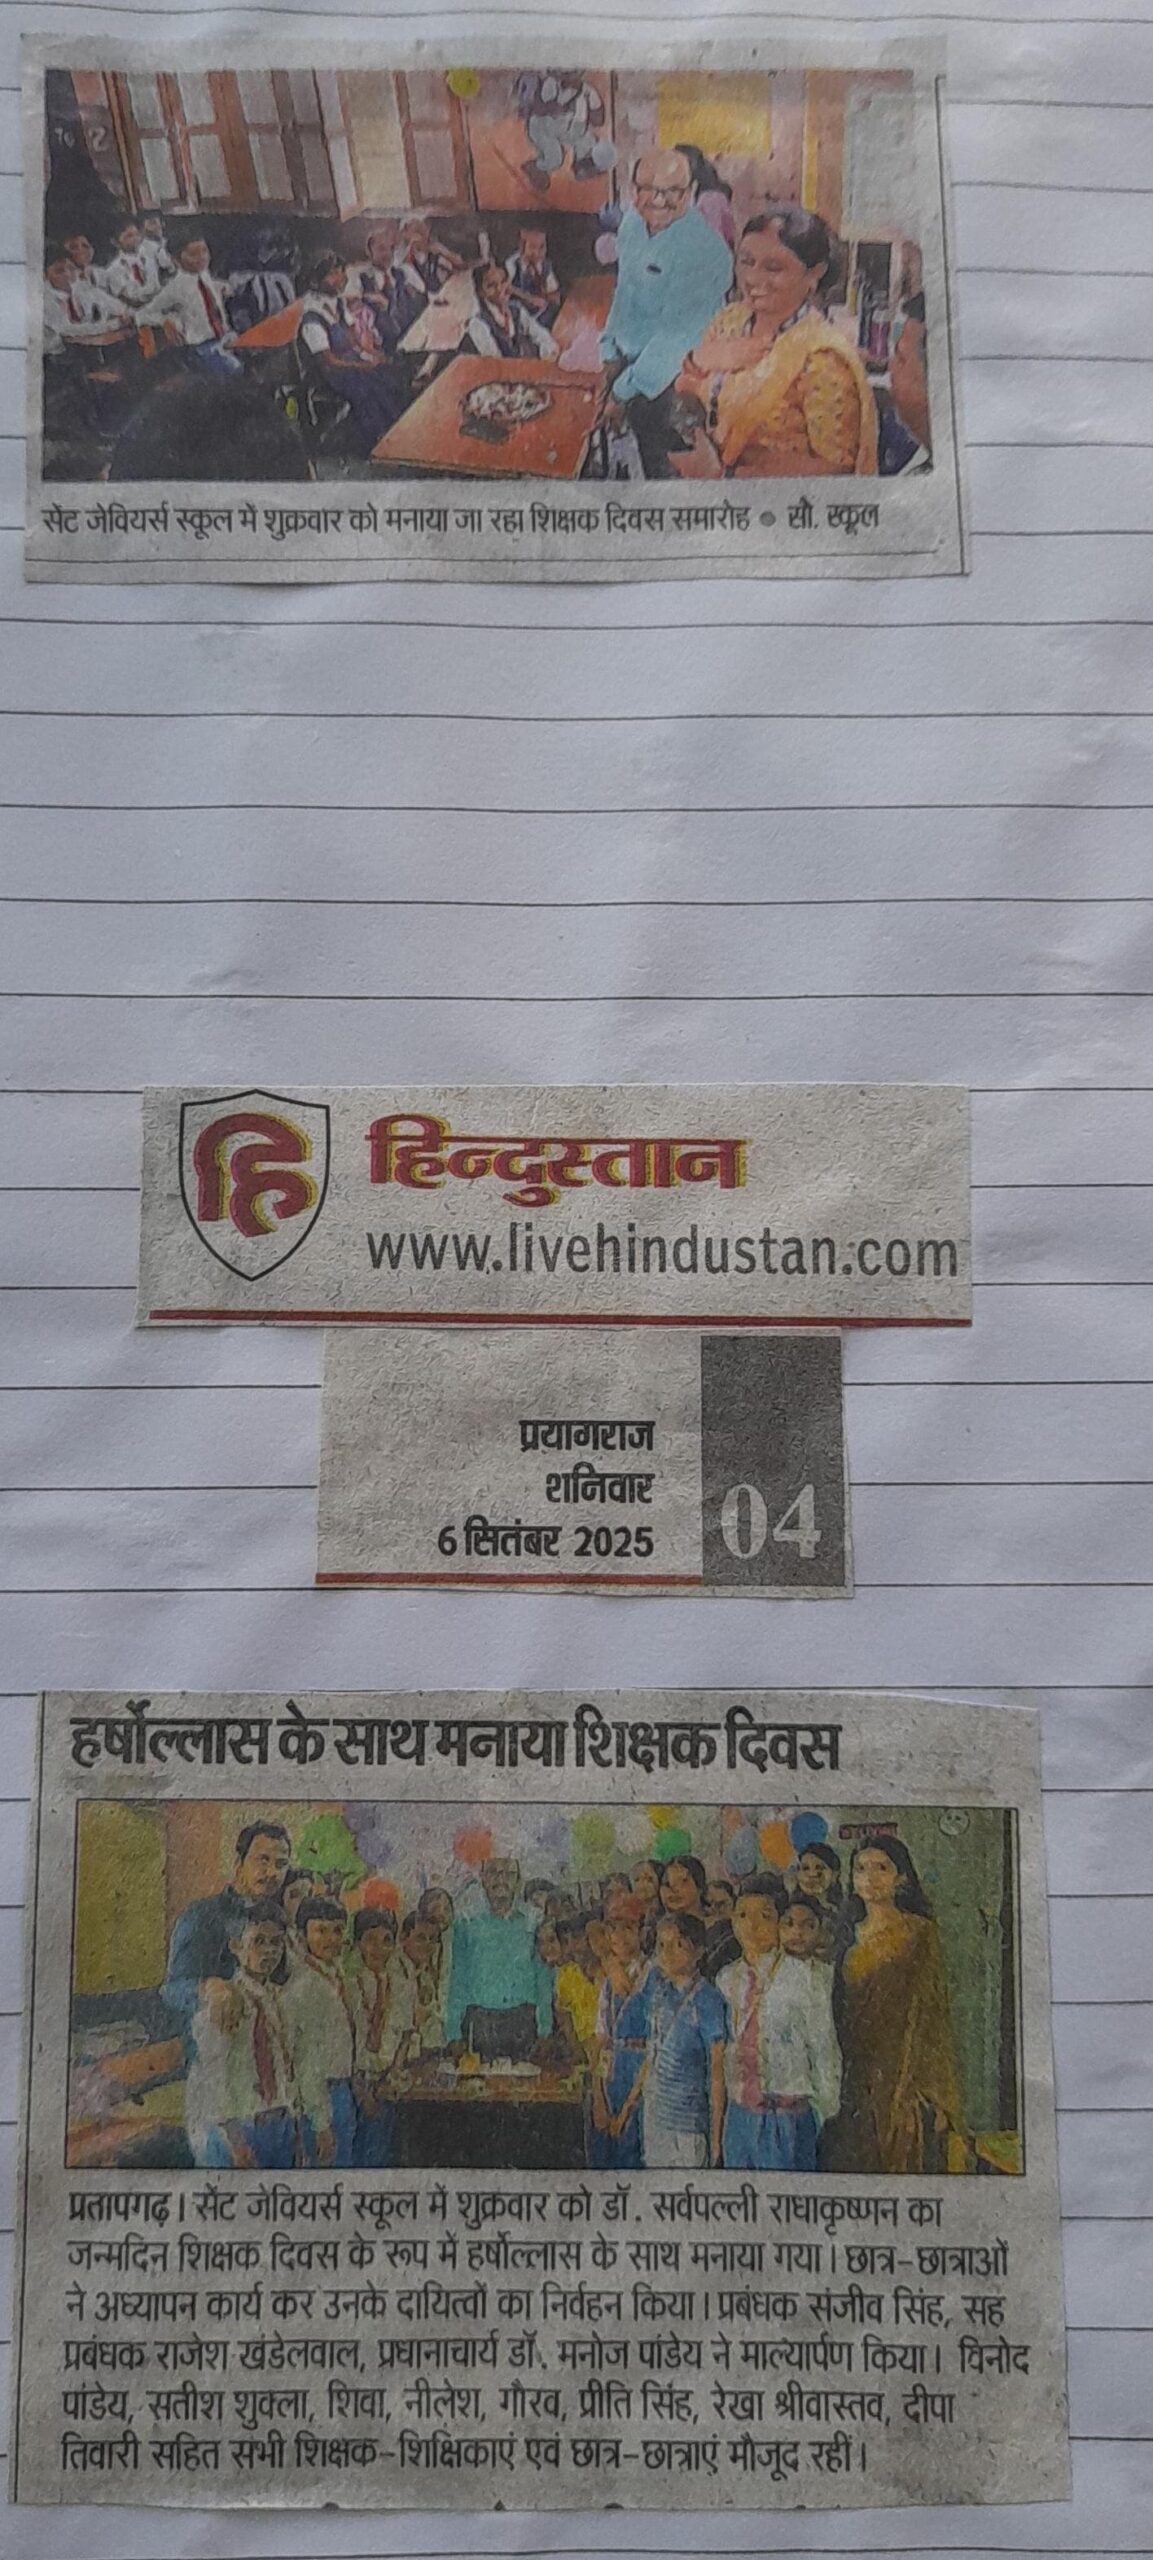 सेंट जेवियर्स स्कूल में शुक्रवार को मनाया जा रहा शिक्षक दिवस समारोह ● सौ. स्कूल
हि
हिन्दुस्तान
www.livehindustan.com
प्रयागराज
शनिवार
6 सितंबर 2025
04
हर्षोल्लास के साथ मनाया शिक्षक दिवस
प्रतापगढ़। सेंट जेवियर्स स्कूल में शुक्रवार को डॉ. सर्वपल्ली राधाकृष्णन का
जन्मदिन शिक्षक दिवस के रूप में हर्षोल्लास के साथ मनाया गया। छात्र-छात्राओं
ने अध्यापन कार्य कर उनके दायित्वों का निर्वहन किया। प्रबंधक संजीव सिंह, सह
प्रबंधक राजेश खंडेलवाल, प्रधानाचार्य डॉ. मनोज पांडेय ने माल्यार्पण किया। विनोद
पांडेय, सतीश शुक्ला, शिवा, नीलेश, गौरव, प्रीति सिंह, रेखा श्रीवास्तव, दीपा
तिवारी सहित सभी शिक्षक-शिक्षिकाएं एवं छात्र-छात्राएं मौजूद रहीं।